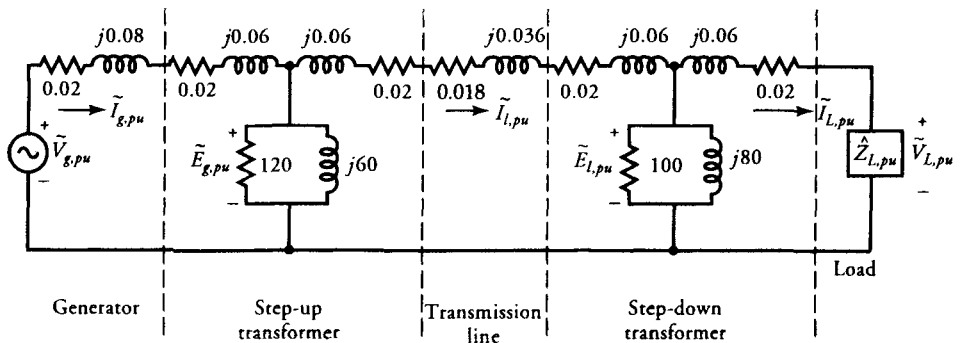 j0.08 j0.06 j0.06 j0.036 j0.06 j0.06
0.02 0.02 0.02 0.018 0.02 0.02
Ĩg,pu Ĩl,pu ĨL,pu
+ Ṽg,pu −
+ Ẽg,pu −
120 j60
+ Ẽl,pu −
100 j80
ẐL,pu
+ ṼL,pu −
Load
Generator Step-up transformer Transmission line Step-down transformer